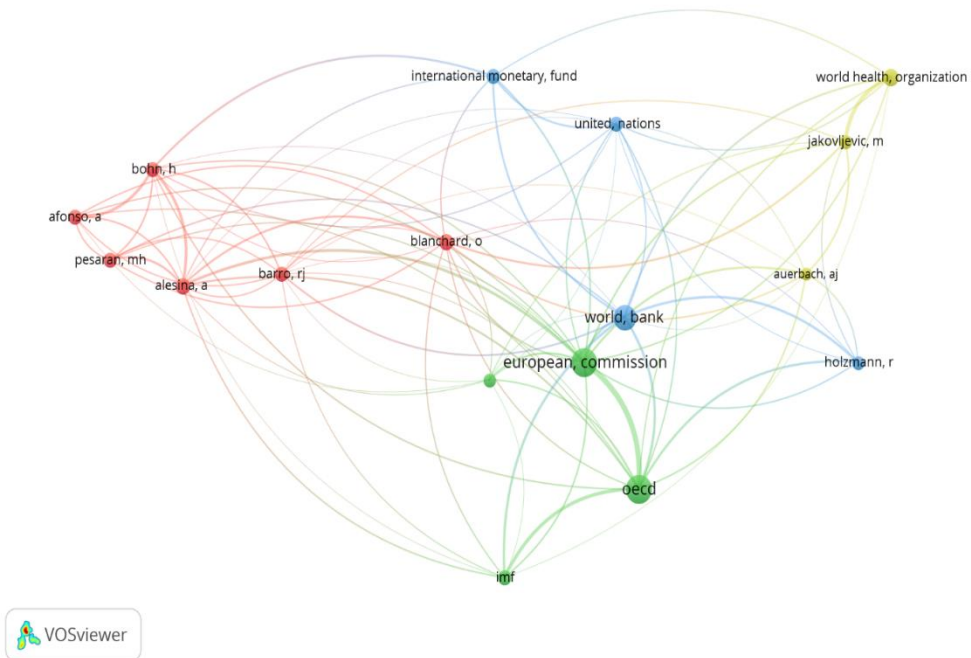 international monetary, fund
world health, organization
united, nations
jakovljevic, m
bohn, h
afonso, a
blanchard, o
pesaran, mh
barro, rj
auerbach, aj
alesina, a
world, bank
european, commission
holzmann, r
oecd
imf
VOSviewer